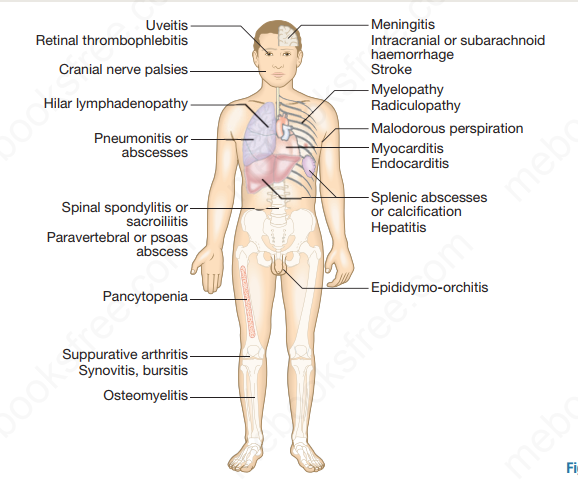 Uveitis
Retinal thrombophlebitis
Cranial nerve palsies
Hilar lymphadenopathy
Pneumonitis or
abscesses
Spinal spondylitis or
sacroiliitis
Paravertebral or psoas
abscess
Pancytopenia
Suppurative arthritis
Synovitis, bursitis
Osteomyelitis
Meningitis
Intracranial or subarachnoid
haemorrhage
Stroke
Myelopathy
Radiculopathy
Malodorous perspiration
Myocarditis
Endocarditis
Splenic abscesses
or calcification
Hepatitis
Epididymo-orchitis